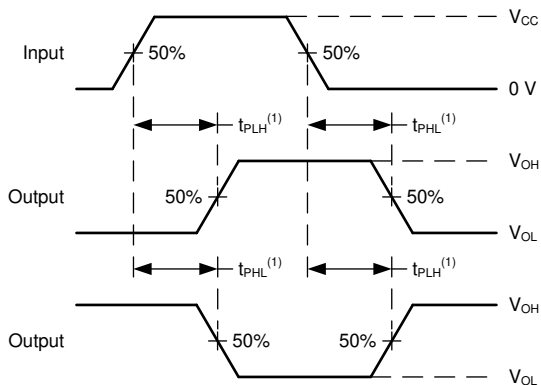 V_CC
Input 50% 50%
0 V
t_PLH^(1) t_PHL^(1)
V_OH
Output 50% 50%
V_OL
t_PHL^(1) t_PLH^(1)
V_OH
Output 50% 50%
V_OL